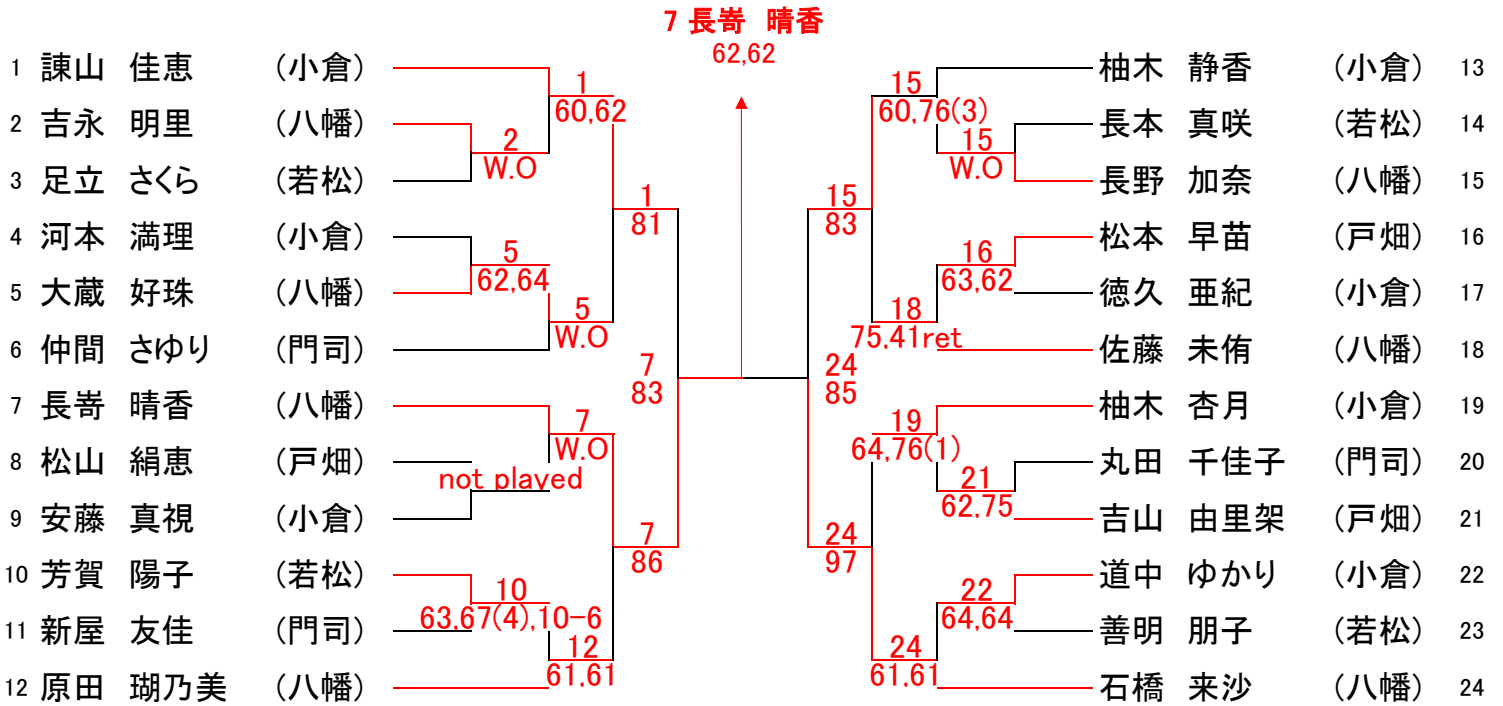 7 長嵜 晴香
62,62
1 諌山 佳恵 (小倉)
2 吉永 明里 (八幡)
3 足立 さくら (若松)
4 河本 満理 (小倉)
5 大蔵 好珠 (八幡)
6 仲間 さゆり (門司)
7 長嵜 晴香 (八幡)
8 松山 絹恵 (戸畑)
9 安藤 真視 (小倉)
10 芳賀 陽子 (若松)
11 新屋 友佳 (門司)
12 原田 瑚乃美 (八幡)
2
W.O
5
62,64
not played
10
63,67(4),10-6
1
60,62
5
W.O
7
W.O
12
61,61
1
81
7
86
7
83
24
85
15
83
24
97
15
60,76(3)
18
75,41ret
19
64,76(1)
24
61,61
15
W.O
16
63,62
21
62,75
22
64,64
柚木 静香 (小倉) 13
長本 真咲 (若松) 14
長野 加奈 (八幡) 15
松本 早苗 (戸畑) 16
徳久 亜紀 (小倉) 17
佐藤 未侑 (八幡) 18
柚木 杏月 (小倉) 19
丸田 千佳子 (門司) 20
吉山 由里架 (戸畑) 21
道中 ゆかり (小倉) 22
善明 朋子 (若松) 23
石橋 来沙 (八幡) 24